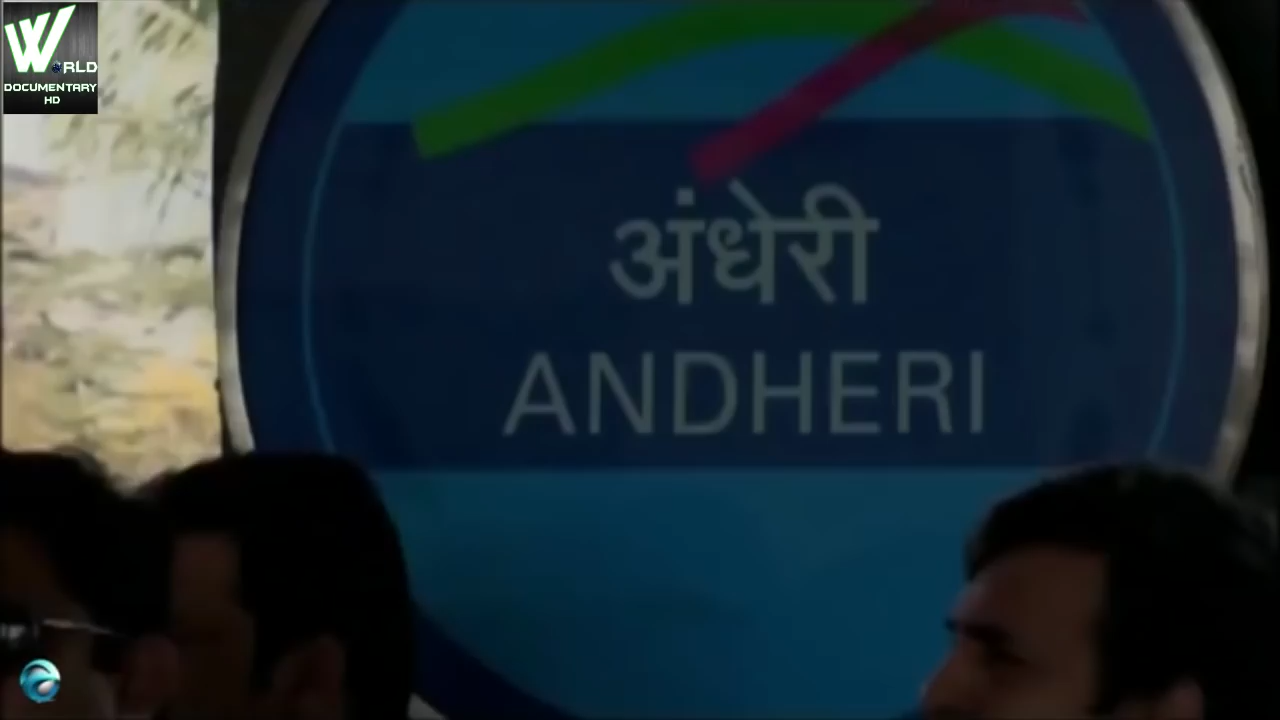 WORLD
DOCUMENTARY
HD
अंधेरी
ANDHERI